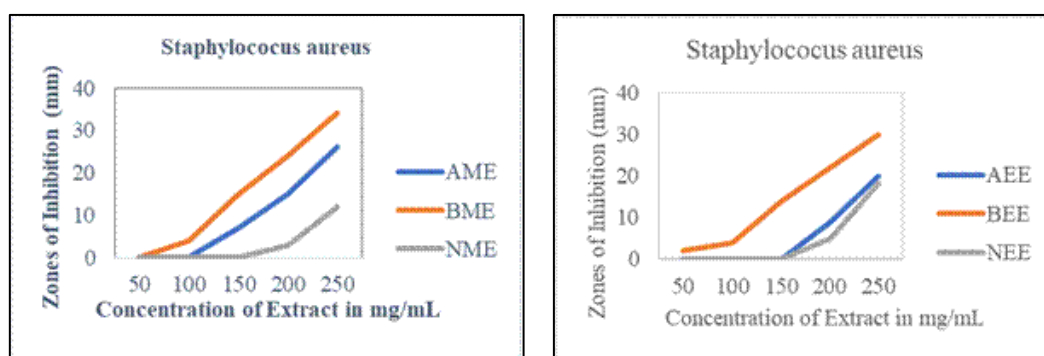 Staphylococus aureus
Zones of Inhibition (mm)
40
30
20
10
0
50 100 150 200 250
Concentration of Extract in mg/mL
AME
BME
NME
Staphylococus aureus
Zones of Inhibition (mm)
40
30
20
10
0
50 100 150 200 250
Concentration of Extract in mg/mL
AEE
BEE
NEE